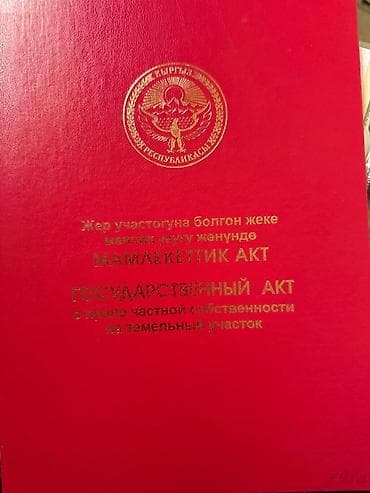 КЫРГЫЗ
РЕСПУБЛИКАСЫ
Жер участогуна болгон жеке
менчик укугу жөнүндө
МАМЛЕКЕТТИК АКТ
ГОСУДАРСТВЕННЫЙ АКТ
о праве частной собственности
на земельный участок